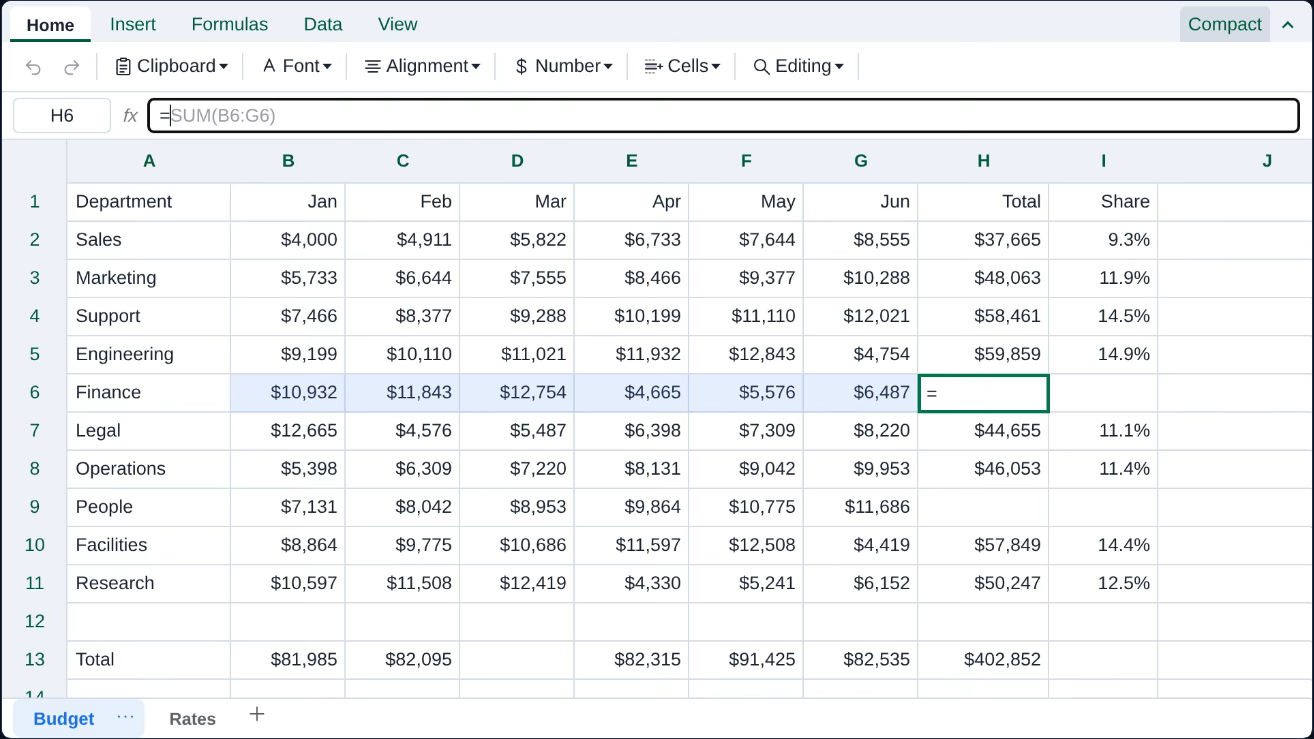 Home Insert Formulas Data View Compact
Clipboard Font Alignment $ Number Cells Editing
H6 fx =SUM(B6:G6)
A B C D E F G H I J
1 Department Jan Feb Mar Apr May Jun Total Share
2 Sales $4,000 $4,911 $5,822 $6,733 $7,644 $8,555 $37,665 9.3%
3 Marketing $5,733 $6,644 $7,555 $8,466 $9,377 $10,288 $48,063 11.9%
4 Support $7,466 $8,377 $9,288 $10,199 $11,110 $12,021 $58,461 14.5%
5 Engineering $9,199 $10,110 $11,021 $11,932 $12,843 $4,754 $59,859 14.9%
6 Finance $10,932 $11,843 $12,754 $4,665 $5,576 $6,487 =
7 Legal $12,665 $4,576 $5,487 $6,398 $7,309 $8,220 $44,655 11.1%
8 Operations $5,398 $6,309 $7,220 $8,131 $9,042 $9,953 $46,053 11.4%
9 People $7,131 $8,042 $8,953 $9,864 $10,775 $11,686
10 Facilities $8,864 $9,775 $10,686 $11,597 $12,508 $4,419 $57,849 14.4%
11 Research $10,597 $11,508 $12,419 $4,330 $5,241 $6,152 $50,247 12.5%
12
13 Total $81,985 $82,095 $82,315 $91,425 $82,535 $402,852
14
Budget ... Rates +